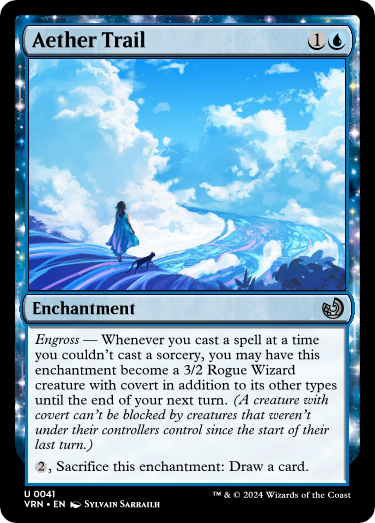 Aether Trail 1
Enchantment
Engross — Whenever you cast a spell at a time
you couldn't cast a sorcery, you may have this
enchantment become a 3/2 Rogue Wizard
creature with covert in addition to its other types
until the end of your next turn. (A creature with
covert can't be blocked by creatures that weren't
under their controllers control since the start of their
last turn.)
2, Sacrifice this enchantment: Draw a card.
U 0041
VRN • EN Sylvain Sarrailh
™ & © 2024 Wizards of the Coast